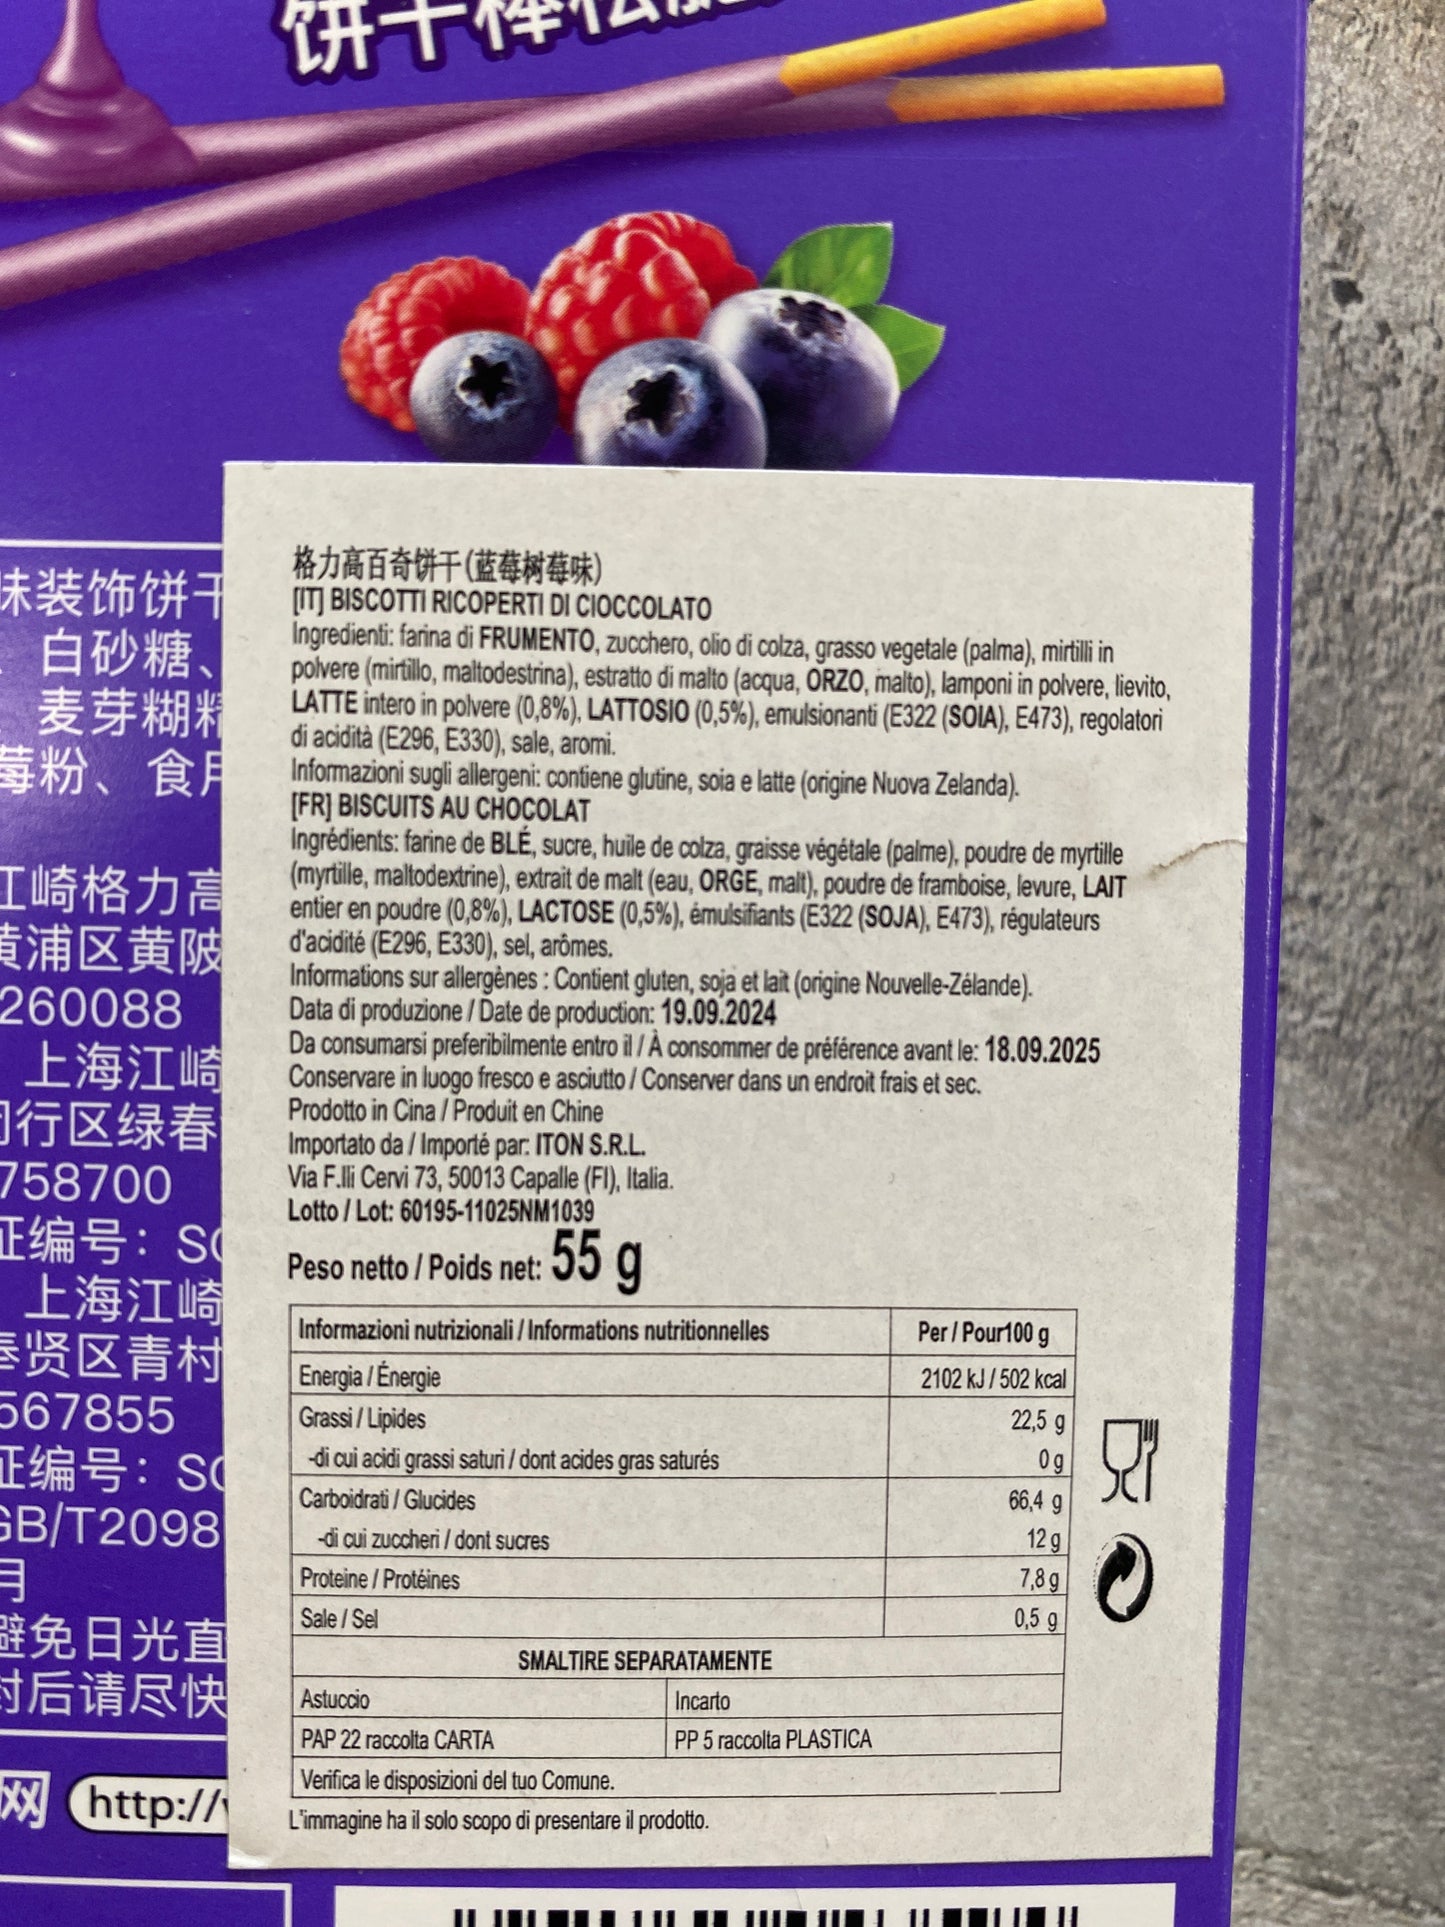 饼干棒松脆
味装饰饼干
、白砂糖、
麦芽糊精
莓粉、食用
江崎格力高
黄浦区黄陂
260088
上海江崎
闵行区绿春
758700
证编号：SC
上海江崎
奉贤区青村
567855
证编号：SC
GB/T2098
月
避免日光直
封后请尽快
网 http://
格力高百奇饼干(蓝莓树莓味)
[IT] BISCOTTI RICOPERTI DI CIOCCOLATO
Ingredienti: farina di FRUMENTO, zucchero, olio di colza, grasso vegetale (palma), mirtilli in
polvere (mirtillo, maltodestrina), estratto di malto (acqua, ORZO, malto), lamponi in polvere, lievito,
LATTE intero in polvere (0,8%), LATTOSIO (0,5%), emulsionanti (E322 (SOIA), E473), regolatori
di acidità (E296, E330), sale, aromi.
Informazioni sugli allergeni: contiene glutine, soia e latte (origine Nuova Zelanda).
[FR] BISCUITS AU CHOCOLAT
Ingrédients: farine de BLÉ, sucre, huile de colza, graisse végétale (palme), poudre de myrtille
(myrtille, maltodextrine), extrait de malt (eau, ORGE, malt), poudre de framboise, levure, LAIT
entier en poudre (0,8%), LACTOSE (0,5%), émulsifiants (E322 (SOJA), E473), régulateurs
d'acidité (E296, E330), sel, arômes.
Informations sur allergènes : Contient gluten, soja et lait (origine Nouvelle-Zélande).
Data di produzione / Date de production: 19.09.2024
Da consumarsi preferibilmente entro il / À consommer de préférence avant le: 18.09.2025
Conservare in luogo fresco e asciutto / Conserver dans un endroit frais et sec.
Prodotto in Cina / Produit en Chine
Importato da / Importé par: ITON S.R.L.
Via F.lli Cervi 73, 50013 Capalle (FI), Italia.
Lotto / Lot: 60195-11025NM1039
Peso netto / Poids net: 55 g
Informazioni nutrizionali / Informations nutritionnelles Per / Pour100 g
Energia / Énergie 2102 kJ / 502 kcal
Grassi / Lipides 22,5 g
-di cui acidi grassi saturi / dont acides gras saturés 0 g
Carboidrati / Glucides 66,4 g
-di cui zuccheri / dont sucres 12 g
Proteine / Protéines 7,8 g
Sale / Sel 0,5 g
SMALTIRE SEPARATAMENTE
Astuccio Incarto
PAP 22 raccolta CARTA PP 5 raccolta PLASTICA
Verifica le disposizioni del tuo Comune.
L'immagine ha il solo scopo di presentare il prodotto.